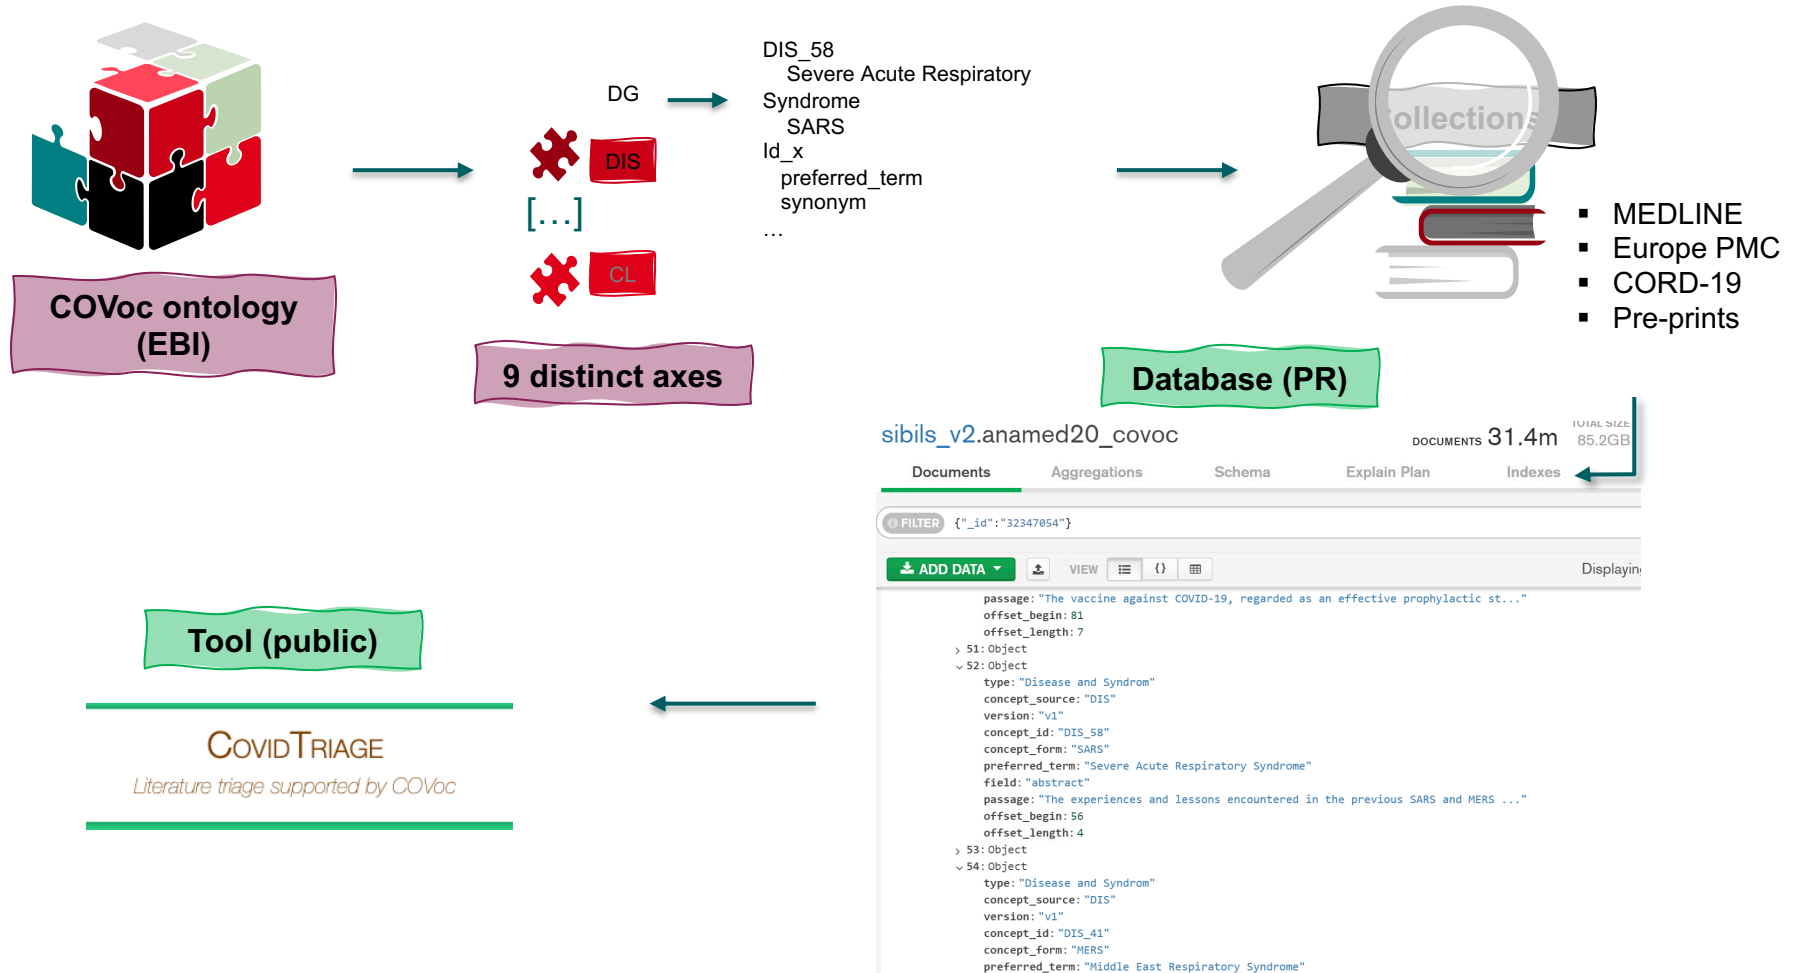 COVoc ontology
(EBI)
DG
DIS
[...]
CL
9 distinct axes
DIS_58
Severe Acute Respiratory
Syndrome
SARS
Id_x
preferred_term
synonym
...
Collections
▪ MEDLINE
▪ Europe PMC
▪ CORD-19
▪ Pre-prints
Database (PR)
sibils_v2.anamed20_covoc
DOCUMENTS 31.4m
TOTAL SIZE
85.2GB
Documents Aggregations Schema Explain Plan Indexes
FILTER {"_id":"32347054"}
ADD DATA VIEW {} Displaying
passage: "The vaccine against COVID-19, regarded as an effective prophylactic st..."
offset_begin: 81
offset_length: 7
> 51: Object
52: Object
type: "Disease and Syndrom"
concept_source: "DIS"
version: "v1"
concept_id: "DIS_58"
concept_form: "SARS"
preferred_term: "Severe Acute Respiratory Syndrome"
field: "abstract"
passage: "The experiences and lessons encountered in the previous SARS and MERS ..."
offset_begin: 56
offset_length: 4
> 53: Object
54: Object
type: "Disease and Syndrom"
concept_source: "DIS"
version: "v1"
concept_id: "DIS_41"
concept_form: "MERS"
preferred_term: "Middle East Respiratory Syndrome"
Tool (public)
COVIDTRIAGE
Literature triage supported by COVoc